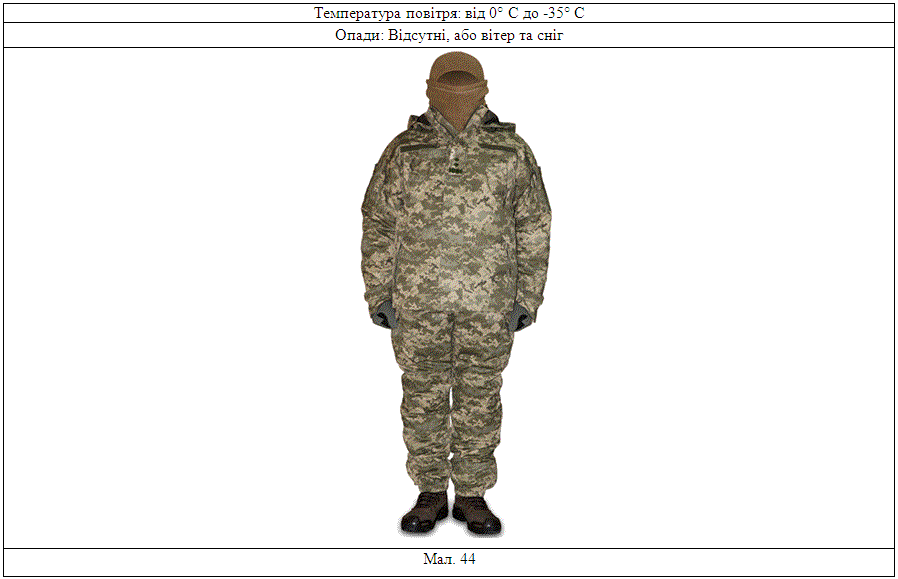 Температура повітря: від 0° С до -35° С
Опади: Відсутні, або вітер та сніг
Мал. 44